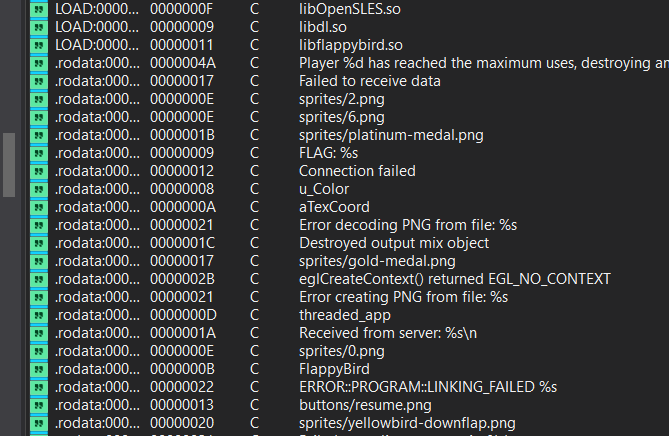 LOAD:0000... 0000000F C libOpenSLES.so
LOAD:0000... 00000009 C libdl.so
LOAD:0000... 00000011 C libflappybird.so
.rodata:000... 0000004A C Player %d has reached the maximum uses, destroying an
.rodata:000... 00000017 C Failed to receive data
.rodata:000... 0000000E C sprites/2.png
.rodata:000... 0000000E C sprites/6.png
.rodata:000... 0000001B C sprites/platinum-medal.png
.rodata:000... 00000009 C FLAG: %s
.rodata:000... 00000012 C Connection failed
.rodata:000... 00000008 C u_Color
.rodata:000... 0000000A C aTexCoord
.rodata:000... 00000021 C Error decoding PNG from file: %s
.rodata:000... 0000001C C Destroyed output mix object
.rodata:000... 00000017 C sprites/gold-medal.png
.rodata:000... 0000002B C eglCreateContext() returned EGL_NO_CONTEXT
.rodata:000... 00000021 C Error creating PNG from file: %s
.rodata:000... 0000000D C threaded_app
.rodata:000... 0000001A C Received from server: %s\n
.rodata:000... 0000000E C sprites/0.png
.rodata:000... 0000000B C FlappyBird
.rodata:000... 00000022 C ERROR::PROGRAM::LINKING_FAILED %s
.rodata:000... 00000013 C buttons/resume.png
.rodata:000... 00000020 C sprites/yellowbird-downflap.png